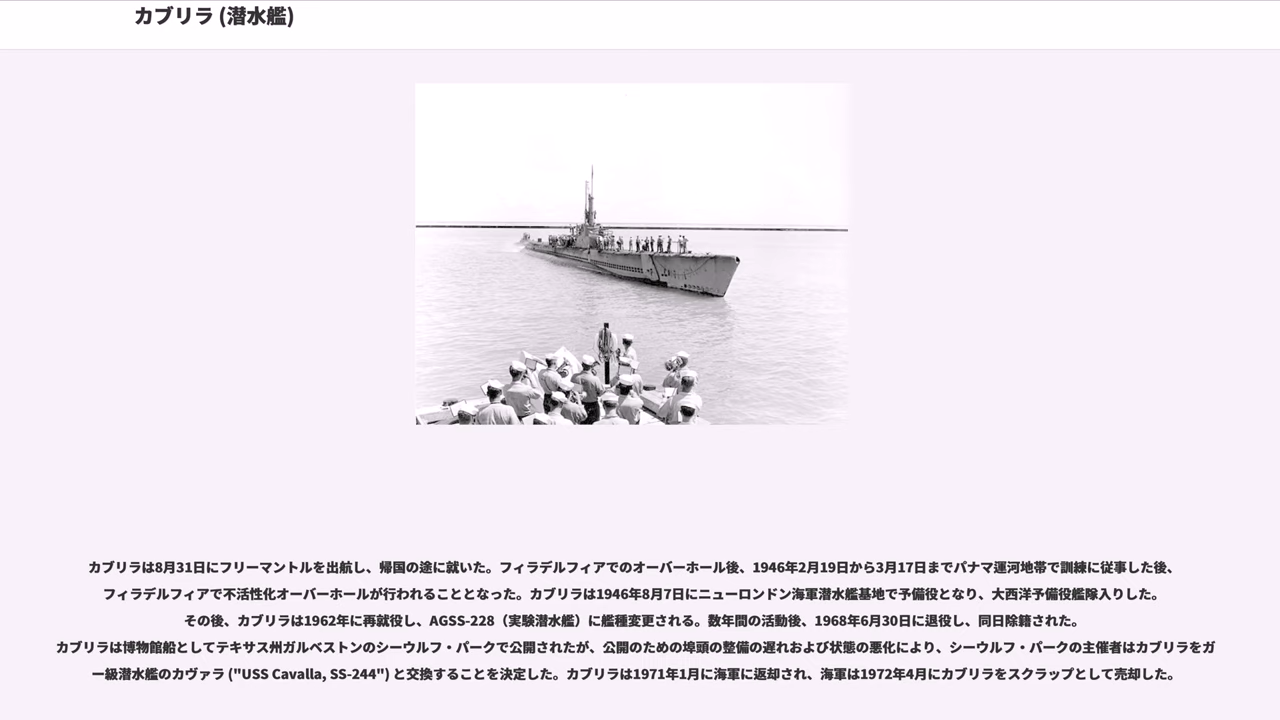 カブリラ (潜水艦)
カブリラは8月31日にフリーマントルを出航し、帰国の途に就いた。フィラデルフィアでのオーバーホール後、1946年2月19日から3月17日までパナマ運河地帯で訓練に従事した後、
フィラデルフィアで不活性化オーバーホールが行われることとなった。カブリラは1946年8月7日にニューロンドン海軍潜水艦基地で予備役となり、大西洋予備役艦隊入りした。
その後、カブリラは1962年に再就役し、AGSS-228（実験潜水艦）に艦種変更される。数年間の活動後、1968年6月30日に退役し、同日除籍された。
カブリラは博物館船としてテキサス州ガルベストンのシーウルフ・パークで公開されたが、公開のための埠頭の整備の遅れおよび状態の悪化により、シーウルフ・パークの主催者はカブリラをガ
ー級潜水艦のカヴァラ ("USS Cavalla, SS-244") と交換することを決定した。カブリラは1971年1月に海軍に返却され、海軍は1972年4月にカブリラをスクラップとして売却した。